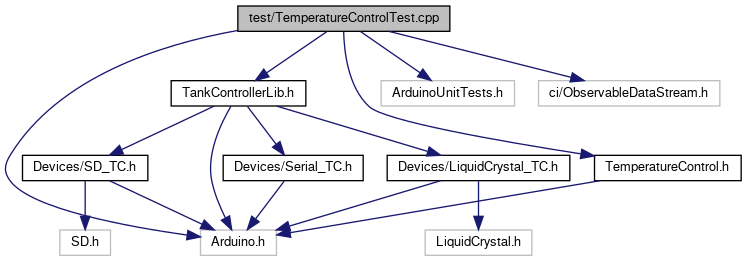 test/TemperatureControlTest.cpp
TankControllerLib.h
ArduinoUnitTests.h
ci/ObservableDataStream.h
Devices/SD_TC.h
Devices/Serial_TC.h
Devices/LiquidCrystal_TC.h
TemperatureControl.h
SD.h
Arduino.h
LiquidCrystal.h